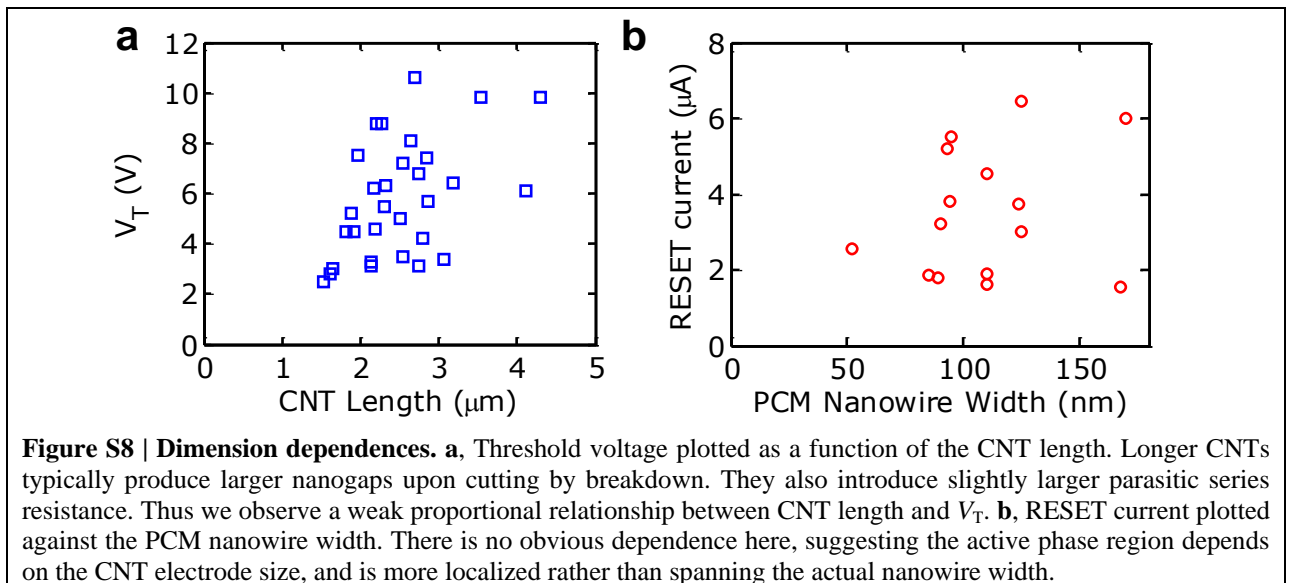 a
12
10
8
6
4
2
0
V_T (V)
0 1 2 3 4 5
CNT Length (μm)
b
8
6
4
2
0
RESET current (μA)
0 50 100 150
PCM Nanowire Width (nm)
Figure S8 | Dimension dependences. a, Threshold voltage plotted as a function of the CNT length. Longer CNTs
typically produce larger nanogaps upon cutting by breakdown. They also introduce slightly larger parasitic series
resistance. Thus we observe a weak proportional relationship between CNT length and V_T. b, RESET current plotted
against the PCM nanowire width. There is no obvious dependence here, suggesting the active phase region depends
on the CNT electrode size, and is more localized rather than spanning the actual nanowire width.